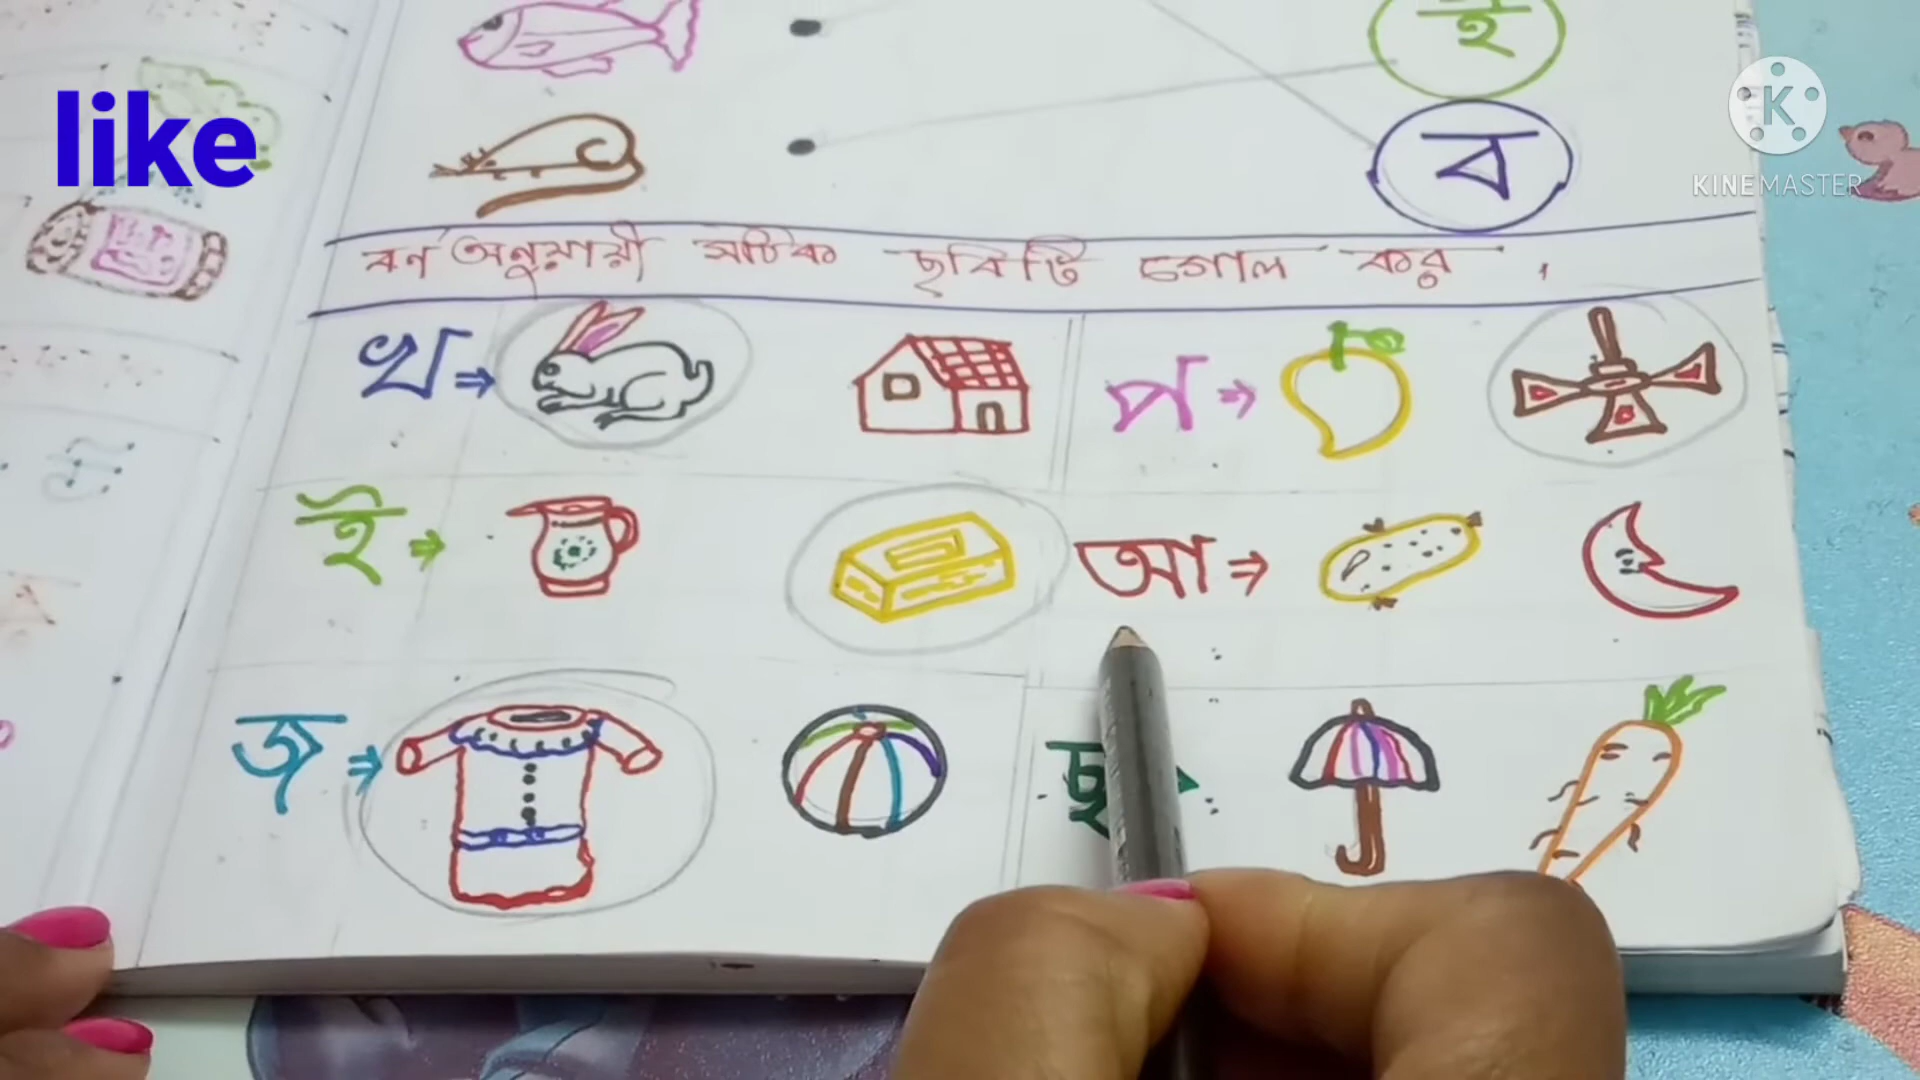 like
ই
K
KINEMASTER
ব
বর্ণ অনুয়ায়ী সঠিক ছবিটি গোল কর ।
খ⇒ প⇒
ই⇒ আ⇒
জ⇒ ছ